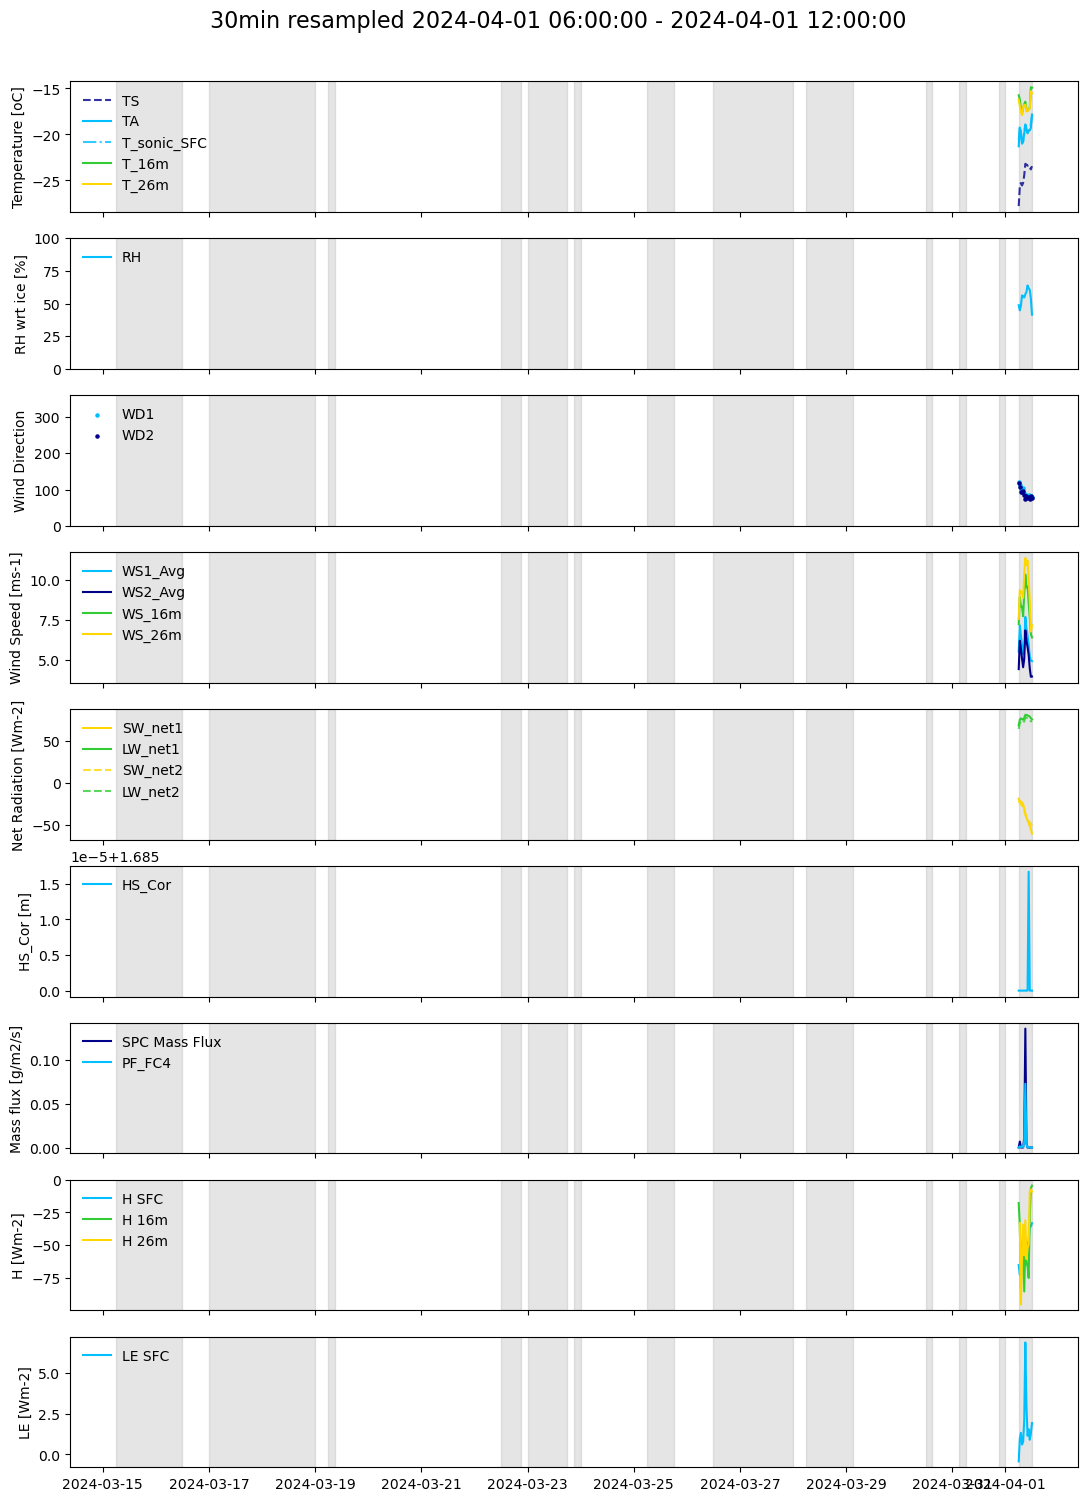 30min resampled 2024-04-01 06:00:00 - 2024-04-01 12:00:00
Temperature [oC]
−15
−20
−25
TS
TA
T_sonic_SFC
T_16m
T_26m
RH wrt ice [%]
100
75
50
25
0
RH
Wind Direction
300
200
100
0
WD1
WD2
Wind Speed [ms-1]
10.0
7.5
5.0
WS1_Avg
WS2_Avg
WS_16m
WS_26m
Net Radiation [Wm-2]
50
0
−50
SW_net1
LW_net1
SW_net2
LW_net2
1e−5+1.685
HS_Cor [m]
1.5
1.0
0.5
0.0
HS_Cor
Mass flux [g/m2/s]
0.10
0.05
0.00
SPC Mass Flux
PF_FC4
H [Wm-2]
0
−25
−50
−75
H SFC
H 16m
H 26m
LE [Wm-2]
5.0
2.5
0.0
LE SFC
2024-03-15 2024-03-17 2024-03-19 2024-03-21 2024-03-23 2024-03-25 2024-03-27 2024-03-29 2024-03-31 2024-04-01